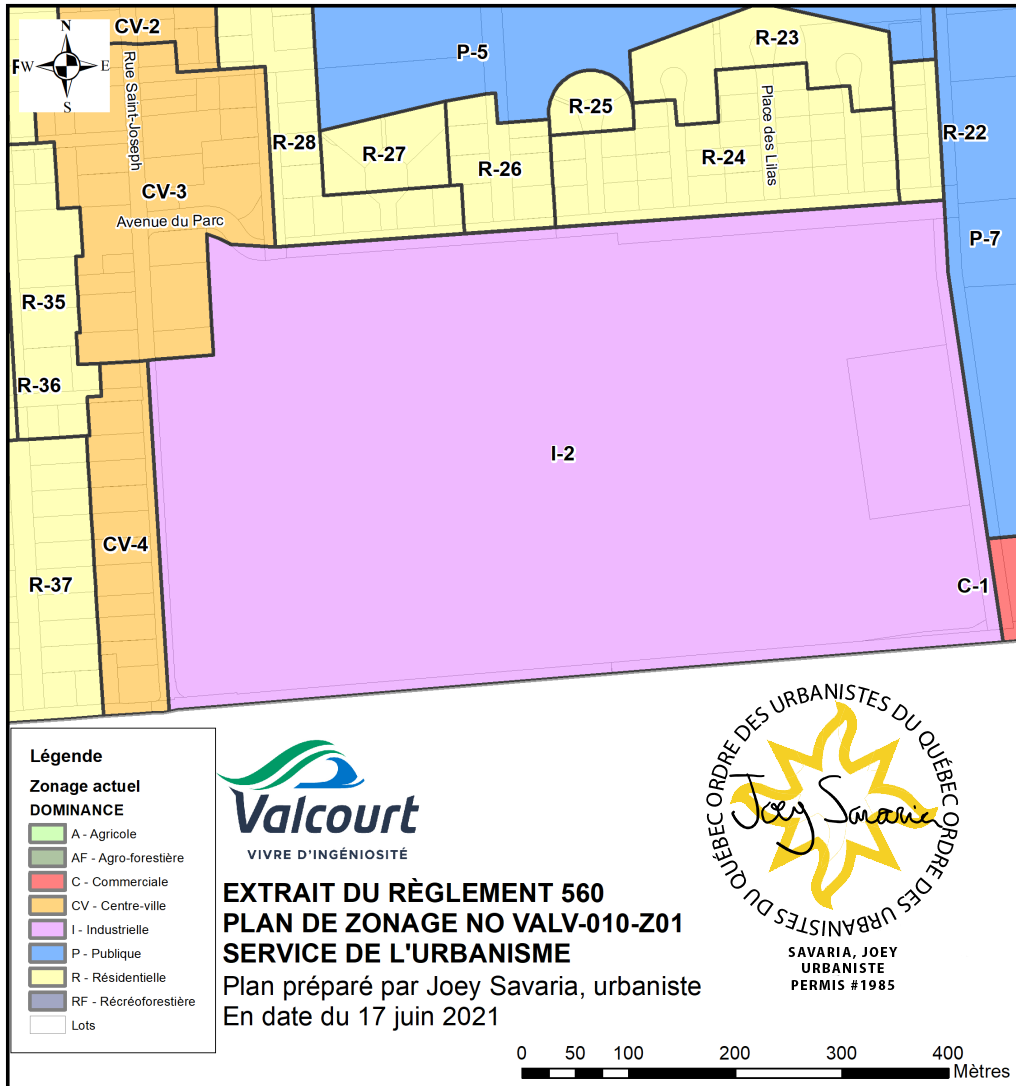 CV-2
N
W
E
S
Rue Saint-Joseph
P-5
R-23
R-25
R-28
R-27
R-26
R-24
Place des Lilas
R-22
CV-3
Avenue du Parc
P-7
R-35
R-36
I-2
CV-4
R-37
C-1
Légende
Zonage actuel
DOMINANCE
A - Agricole
AF - Agro-forestière
C - Commerciale
CV - Centre-ville
I - Industrielle
P - Publique
R - Résidentielle
RF - Récréoforestière
Lots
Valcourt
VIVRE D'INGÉNIOSITÉ
EXTRAIT DU RÈGLEMENT 560
PLAN DE ZONAGE NO VALV-010-Z01
SERVICE DE L'URBANISME
Plan préparé par Joey Savaria, urbaniste
En date du 17 juin 2021
ORDRE DES URBANISTES DU QUÉBEC
ORDRE DES URBANISTES DU QUÉBEC
Joey Savaria
SAVARIA, JOEY
URBANISTE
PERMIS #1985
0 50 100 200 300 400
Mètres